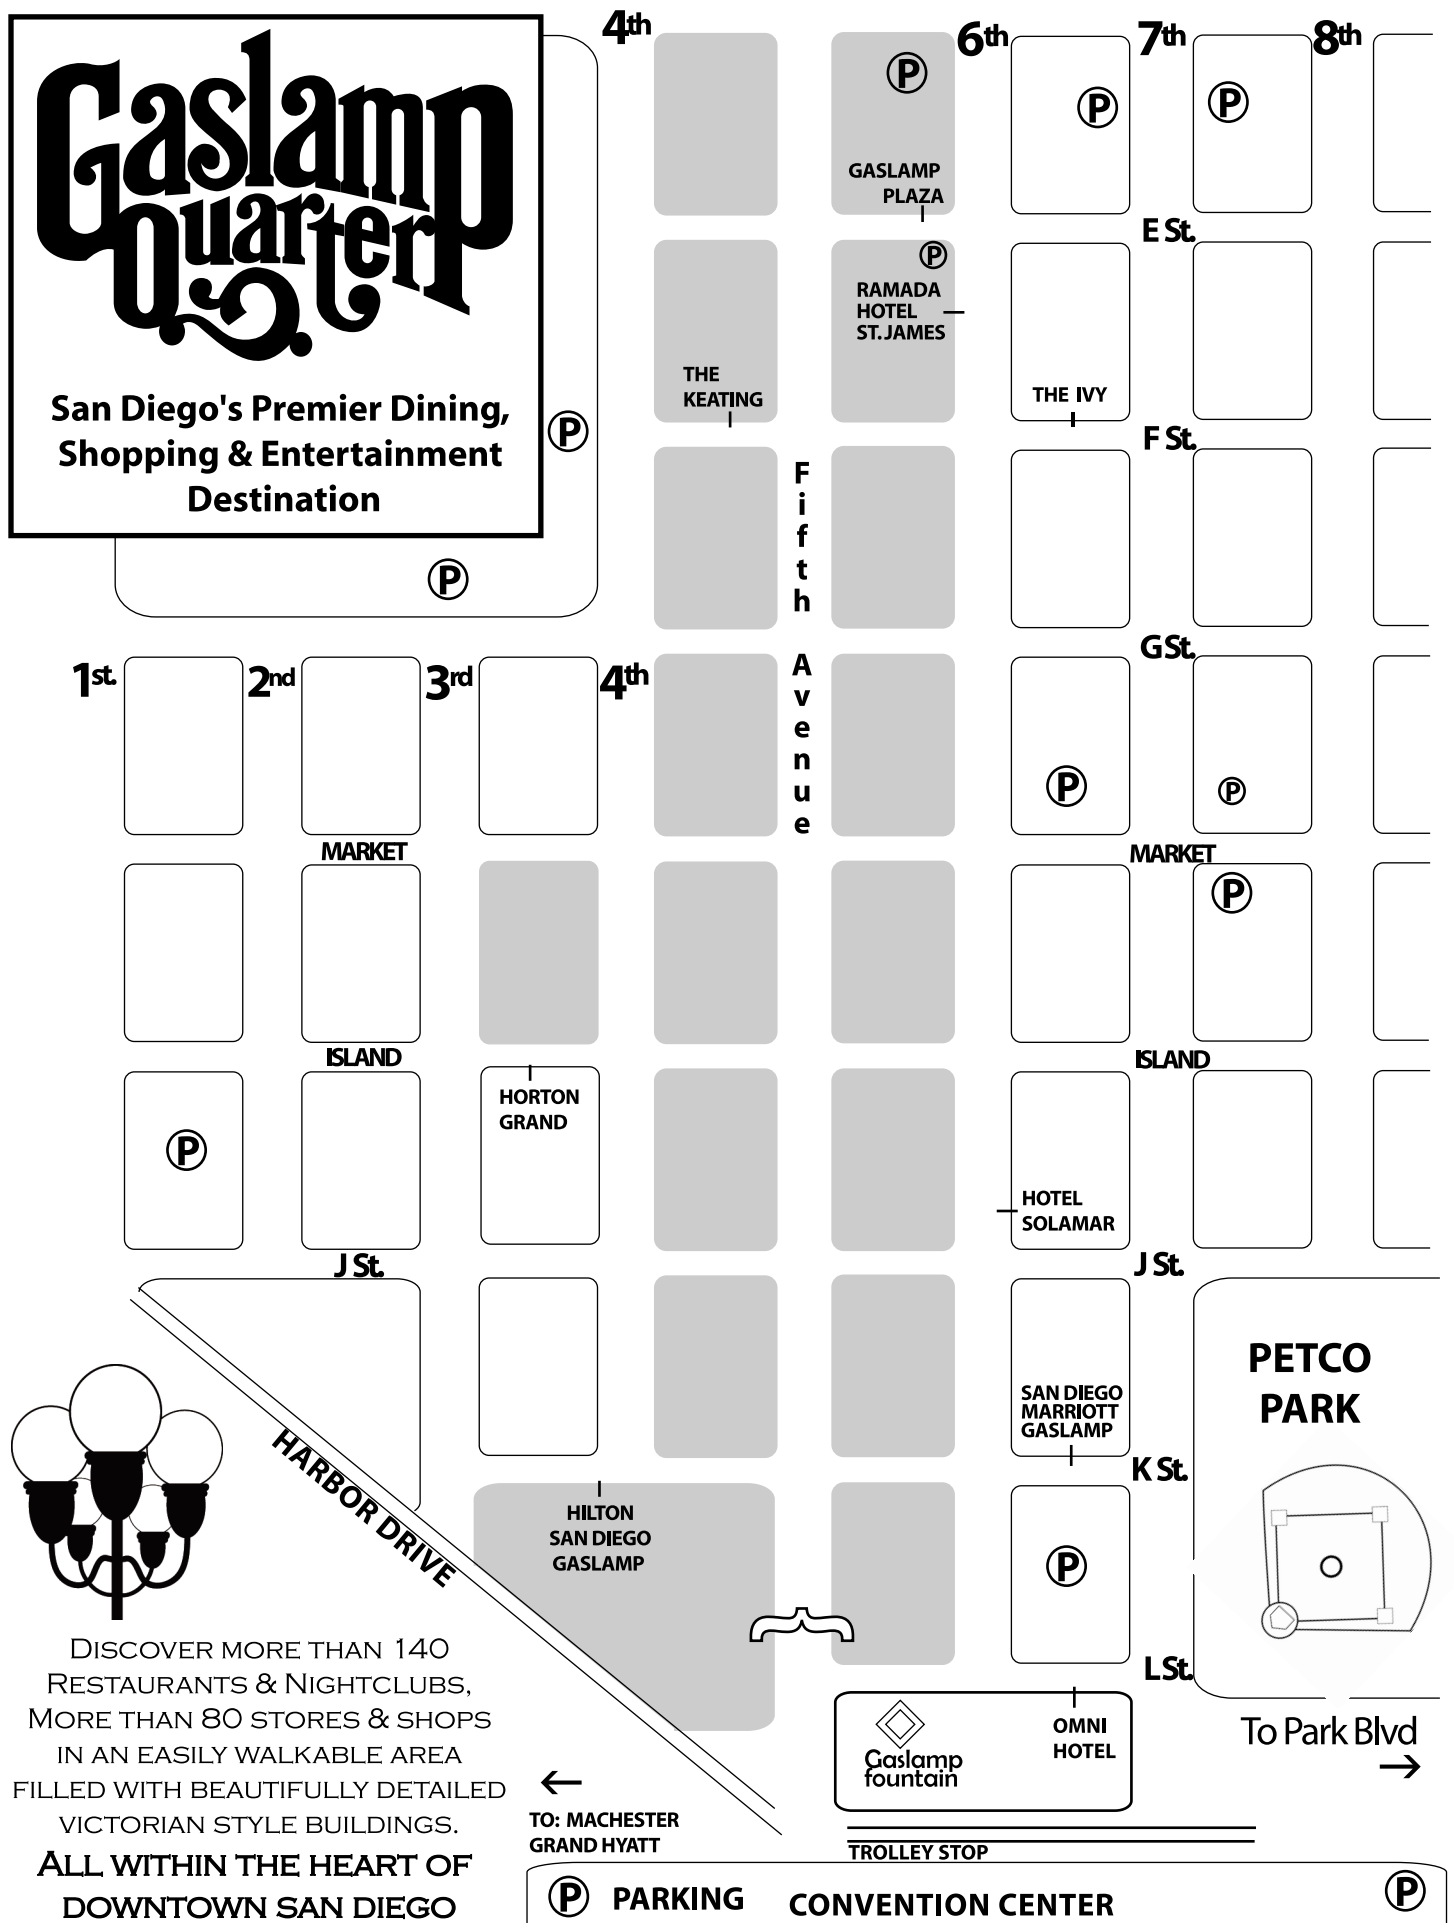 Gaslamp
Quarter
San Diego's Premier Dining,
Shopping & Entertainment
Destination
4th
6th
7th
8th
P
P
P
GASLAMP
PLAZA
E St.
P
RAMADA
HOTEL
ST. JAMES
THE
KEATING
THE IVY
P
F St.
Fifth
Avenue
P
G St.
1st.
2nd
3rd
4th
P
P
MARKET
MARKET
P
ISLAND
ISLAND
HORTON
GRAND
P
HOTEL
SOLAMAR
J St.
J St.
PETCO
PARK
SAN DIEGO
MARRIOTT
GASLAMP
K St.
HARBOR DRIVE
HILTON
SAN DIEGO
GASLAMP
P
L St.
DISCOVER MORE THAN 140
RESTAURANTS & NIGHTCLUBS,
MORE THAN 80 STORES & SHOPS
IN AN EASILY WALKABLE AREA
FILLED WITH BEAUTIFULLY DETAILED
VICTORIAN STYLE BUILDINGS.
ALL WITHIN THE HEART OF
DOWNTOWN SAN DIEGO
Gaslamp
fountain
OMNI
HOTEL
To Park Blvd
→
←
TO: MACHESTER
GRAND HYATT
TROLLEY STOP
P PARKING CONVENTION CENTER P